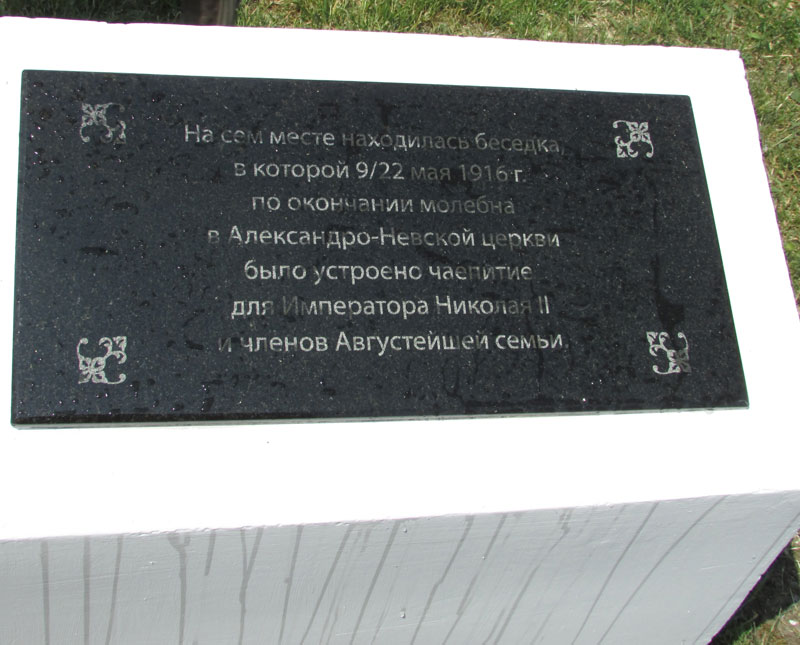 На сем месте находилась беседка,
в которой 9/22 мая 1916 г.
по окончании молебна
в Александро-Невской церкви
было устроено чаепитие
для Императора Николая II
и членов Августейшей семьи.